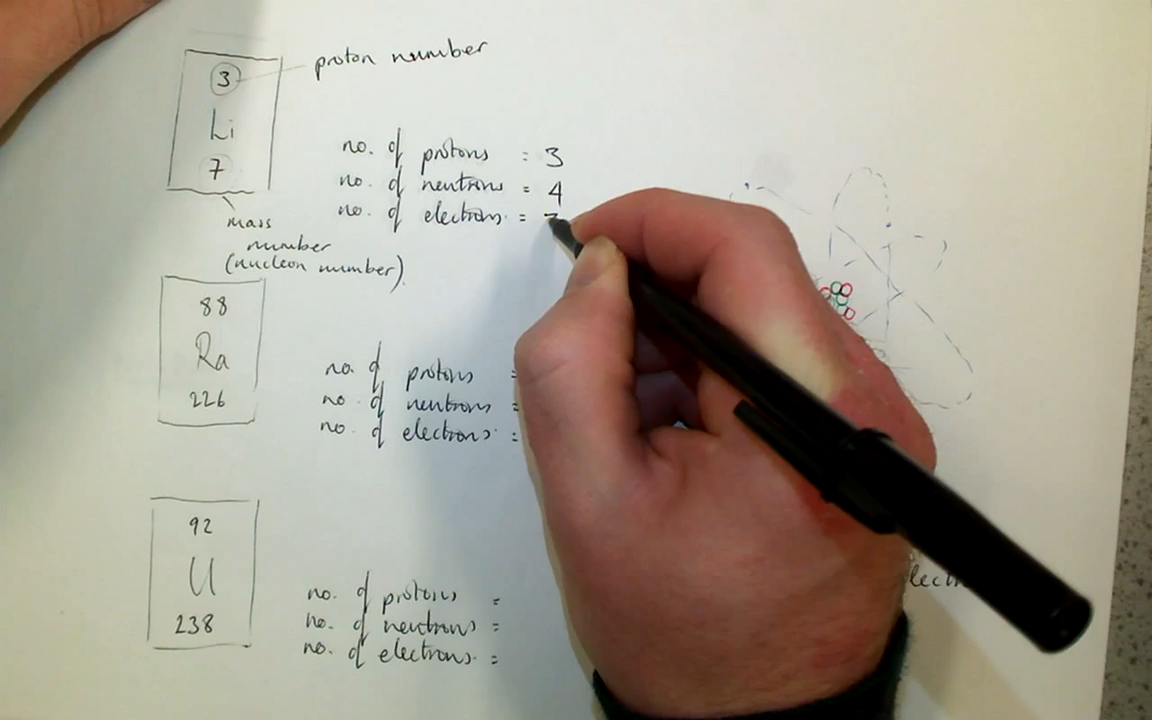 3
proton number
Li
7
mass
number
(nucleon number).
no. of protons = 3
no. of neutrons = 4
no. of electrons =
88
Ra
226
no. of protons =
no. of neutrons =
no. of electrons =
92
U
238
no. of protons =
no. of neutrons =
no. of electrons =